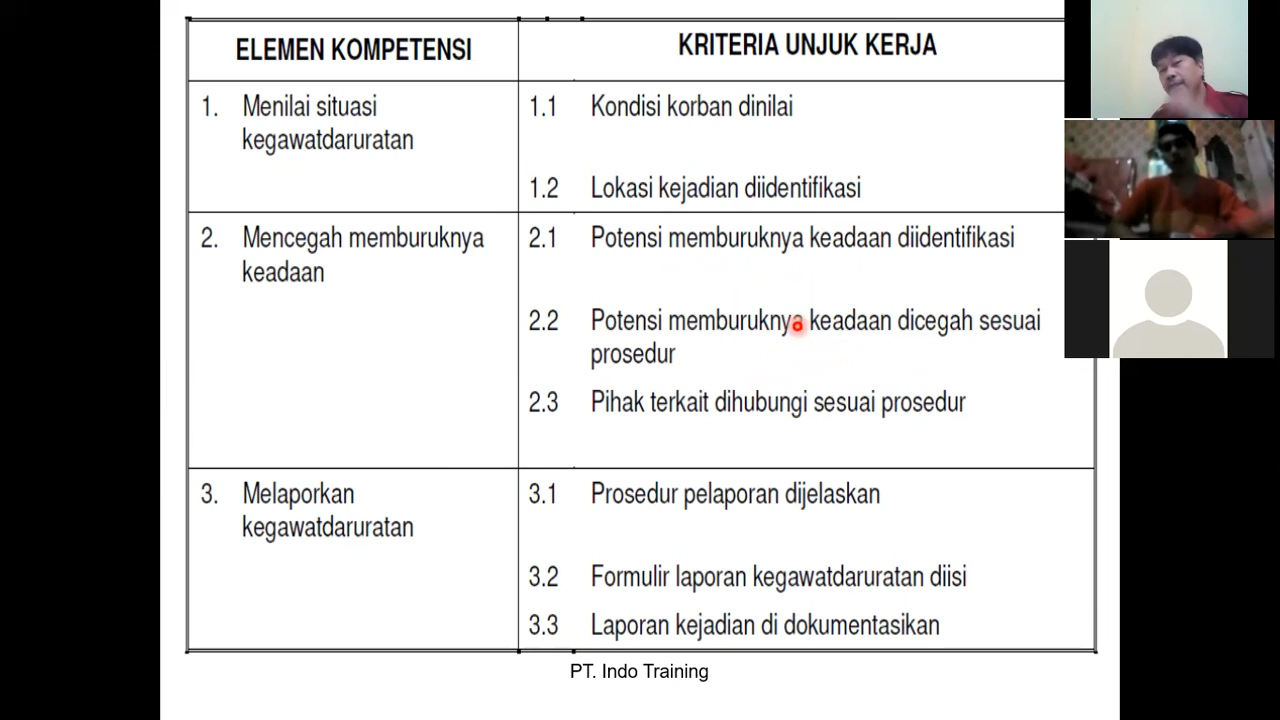 ELEMEN KOMPETENSI
KRITERIA UNJUK KERJA
1. Menilai situasi
kegawatdaruratan
1.1 Kondisi korban dinilai
1.2 Lokasi kejadian diidentifikasi
2. Mencegah memburuknya
keadaan
2.1 Potensi memburuknya keadaan diidentifikasi
2.2 Potensi memburuknya keadaan dicegah sesuai
prosedur
2.3 Pihak terkait dihubungi sesuai prosedur
3. Melaporkan
kegawatdaruratan
3.1 Prosedur pelaporan dijelaskan
3.2 Formulir laporan kegawatdaruratan diisi
3.3 Laporan kejadian di dokumentasikan
PT. Indo Training